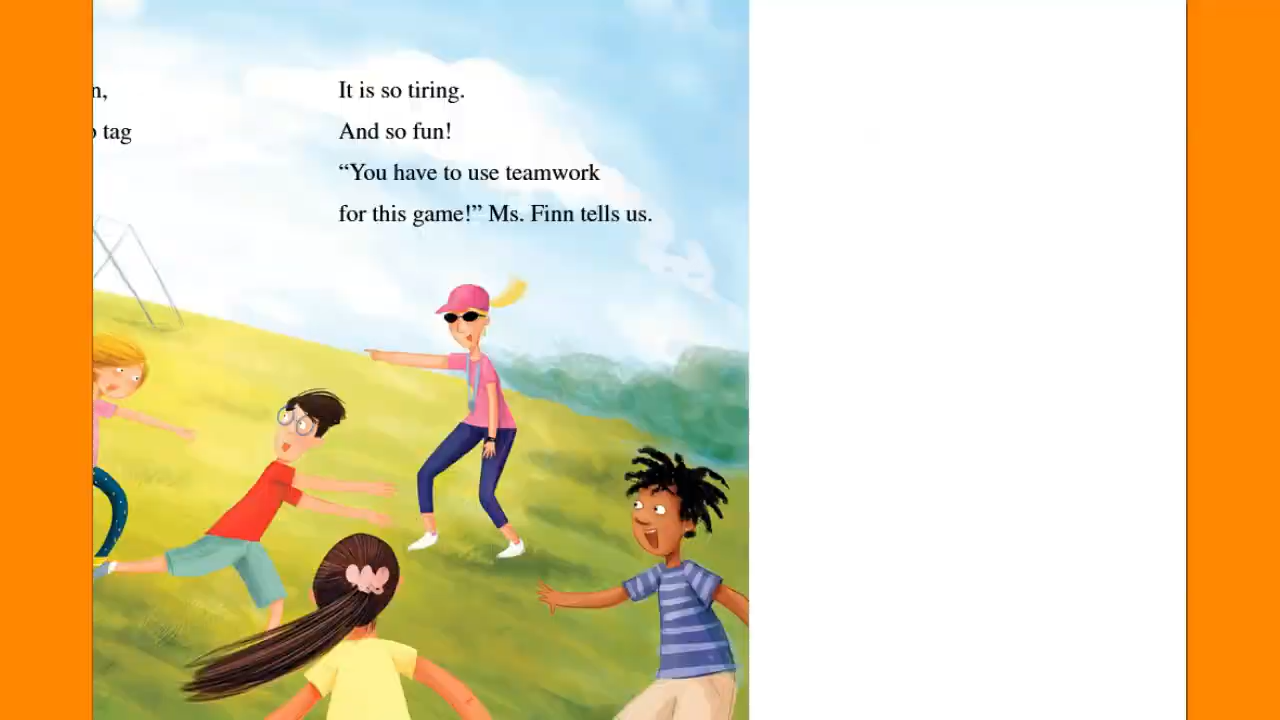 n,
tag
It is so tiring.
And so fun!
“You have to use teamwork
for this game!” Ms. Finn tells us.